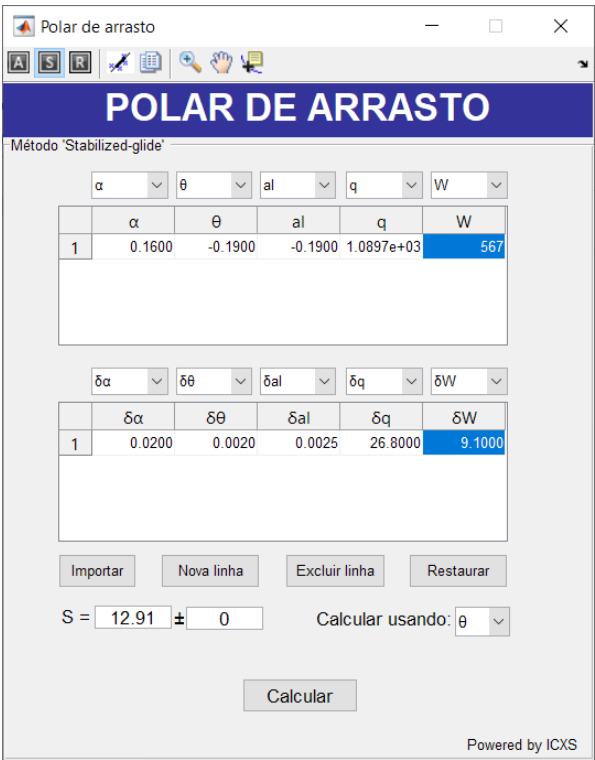 Polar de arrasto
A S R
POLAR DE ARRASTO
Método 'Stabilized-glide'
α θ al q W
α θ al q W
1 0.1600 -0.1900 -0.1900 1.0897e+03 567
δα δθ δal δq δW
δα δθ δal δq δW
1 0.0200 0.0020 0.0025 26.8000 9.1000
Importar Nova linha Excluir linha Restaurar
S = 12.91 ± 0 Calcular usando: θ
Calcular
Powered by ICXS